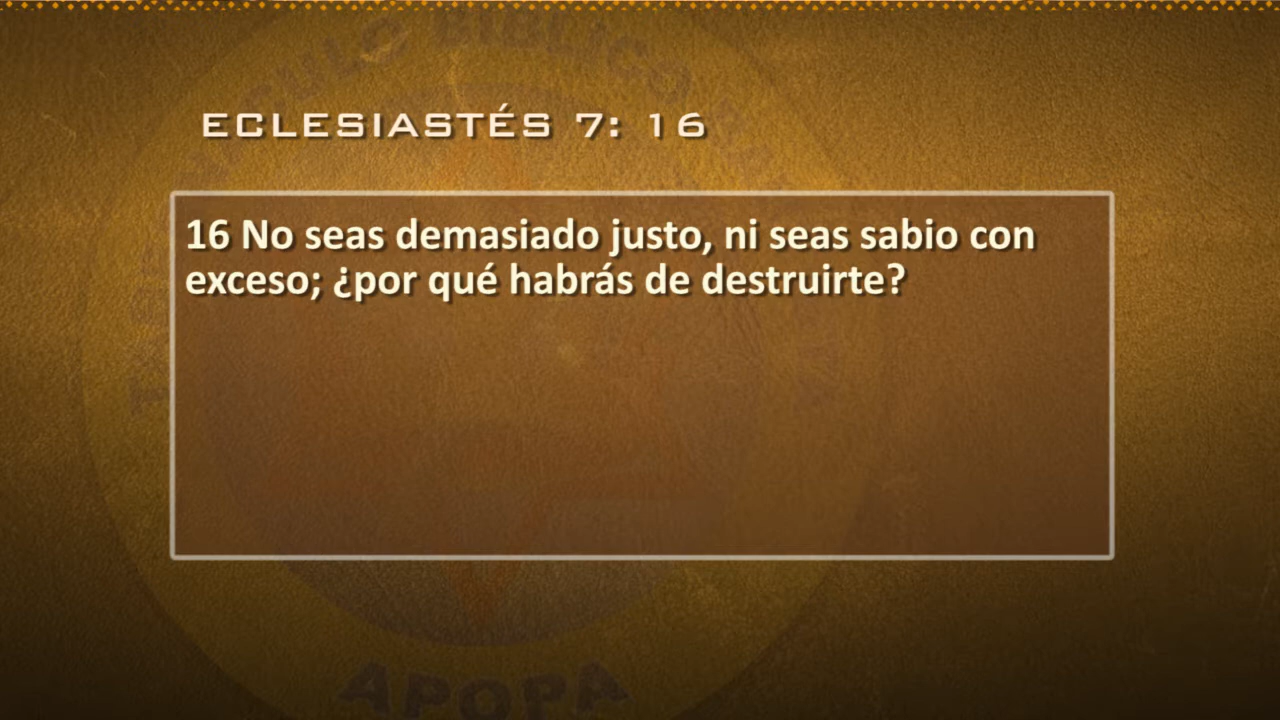 ECLESIASTÉS 7: 16
16 No seas demasiado justo, ni seas sabio con
exceso; ¿por qué habrás de destruirte?
APOPA